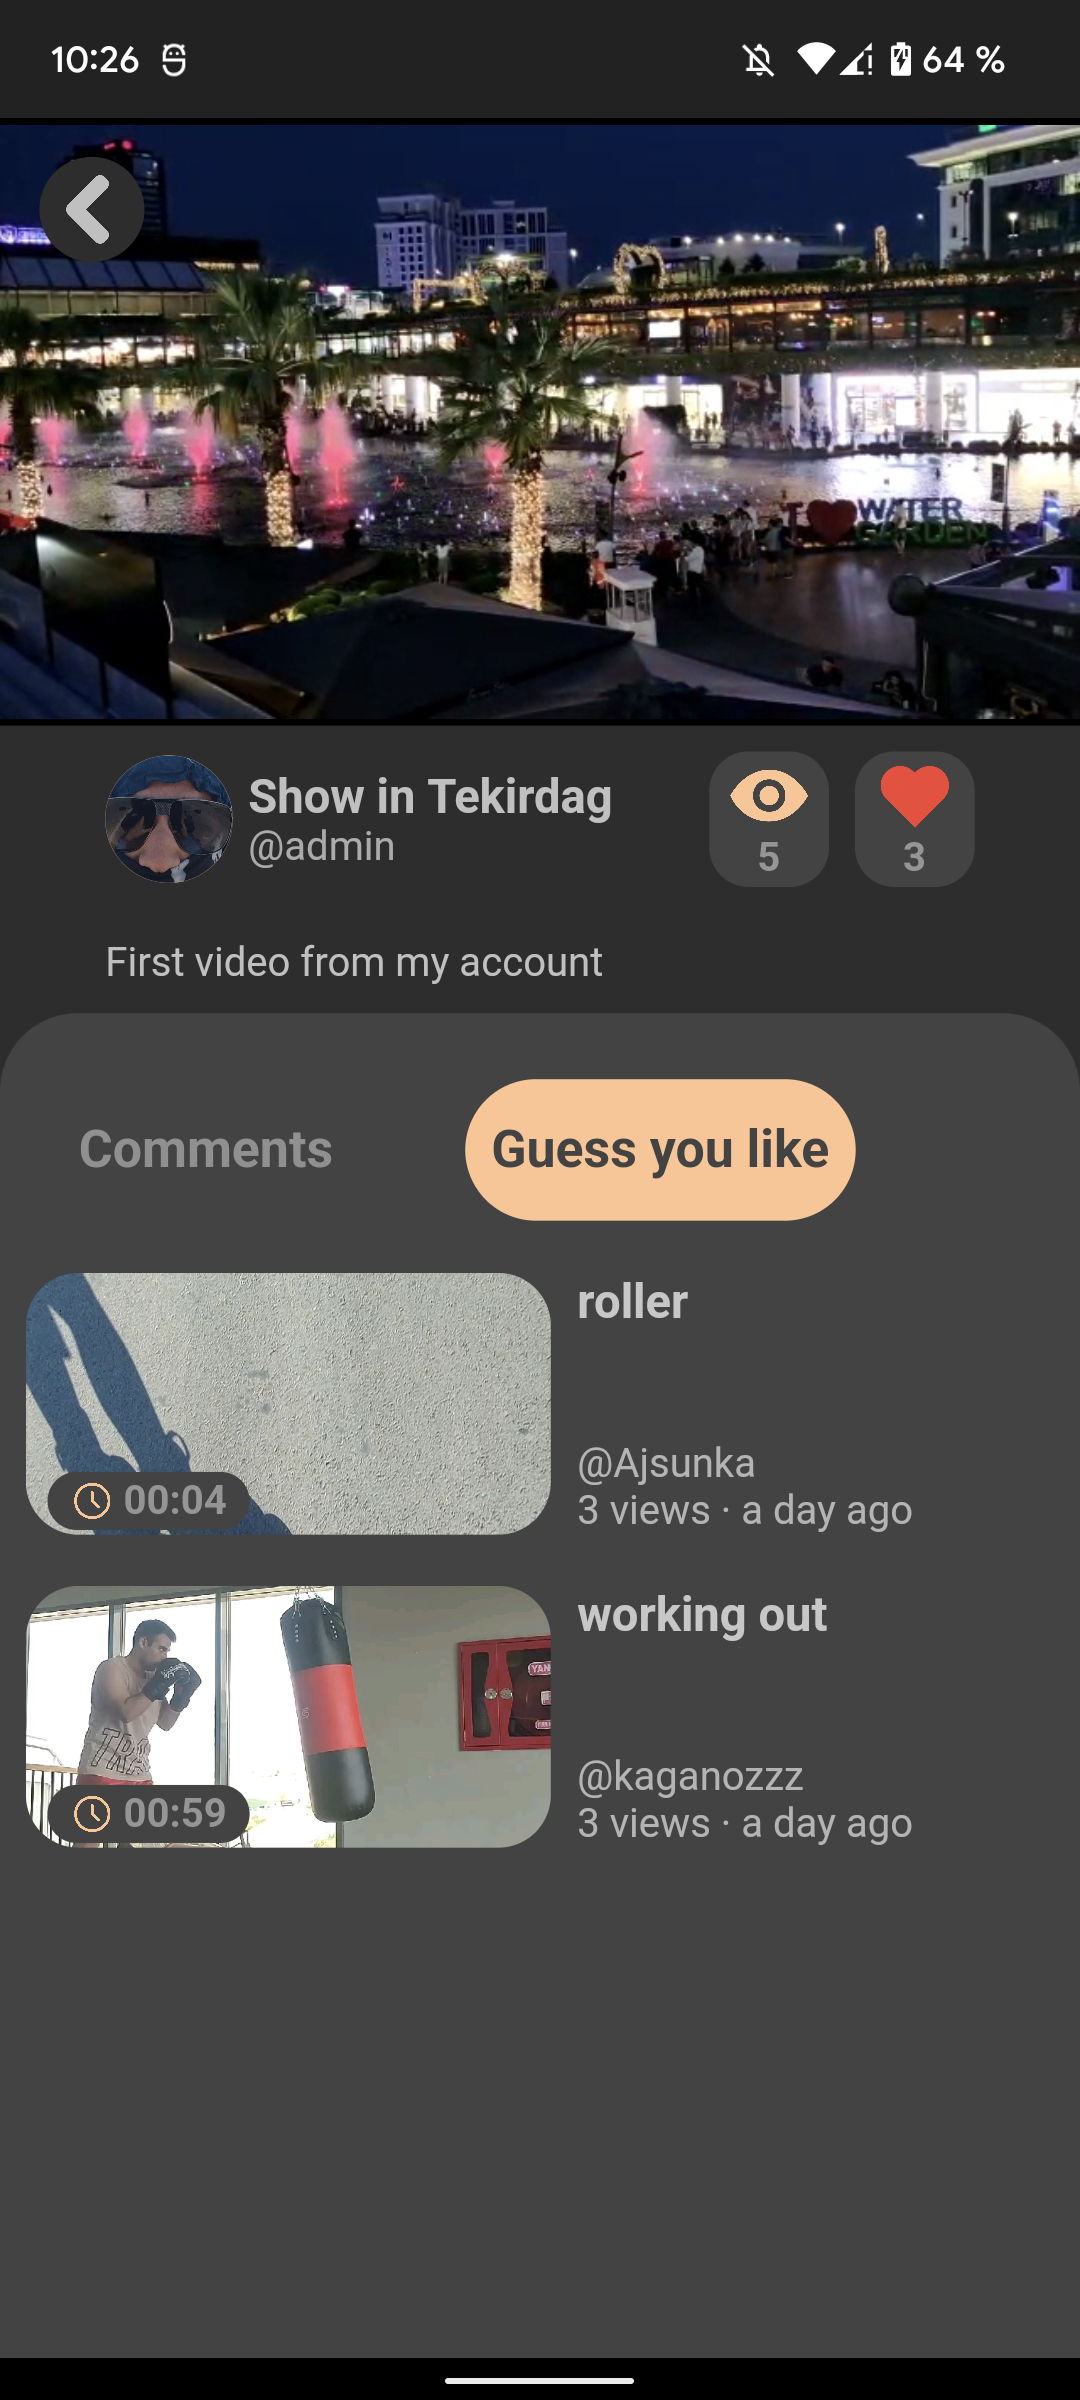 10:26
64 %
WATER
GARDEN
Show in Tekirdag
@admin
5
3
First video from my account
Comments
Guess you like
roller
00:04
@Ajsunka
3 views · a day ago
working out
00:59
@kaganozzz
3 views · a day ago